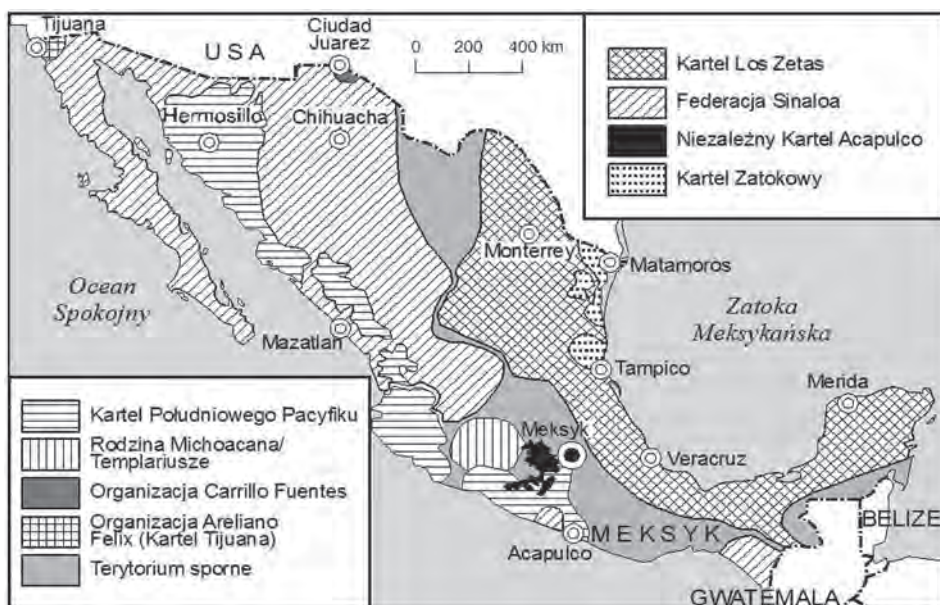 Tijuana
USA
Ciudad
Juarez
0 200 400 km
Hermosillo
Chihuacha
Monterrey
Matamoros
Ocean
Spokojny
Zatoka
Meksykańska
Mazatlan
Tampico
Merida
Meksyk
Veracruz
MEKSYK
BELIZE
Acapulco
GWATEMALA
Kartel Los Zetas
Federacja Sinaloa
Niezależny Kartel Acapulco
Kartel Zatokowy
Kartel Południowego Pacyfiku
Rodzina Michoacana/
Templariusze
Organizacja Carrillo Fuentes
Organizacja Areliano
Felix (Kartel Tijuana)
Terytorium sporne